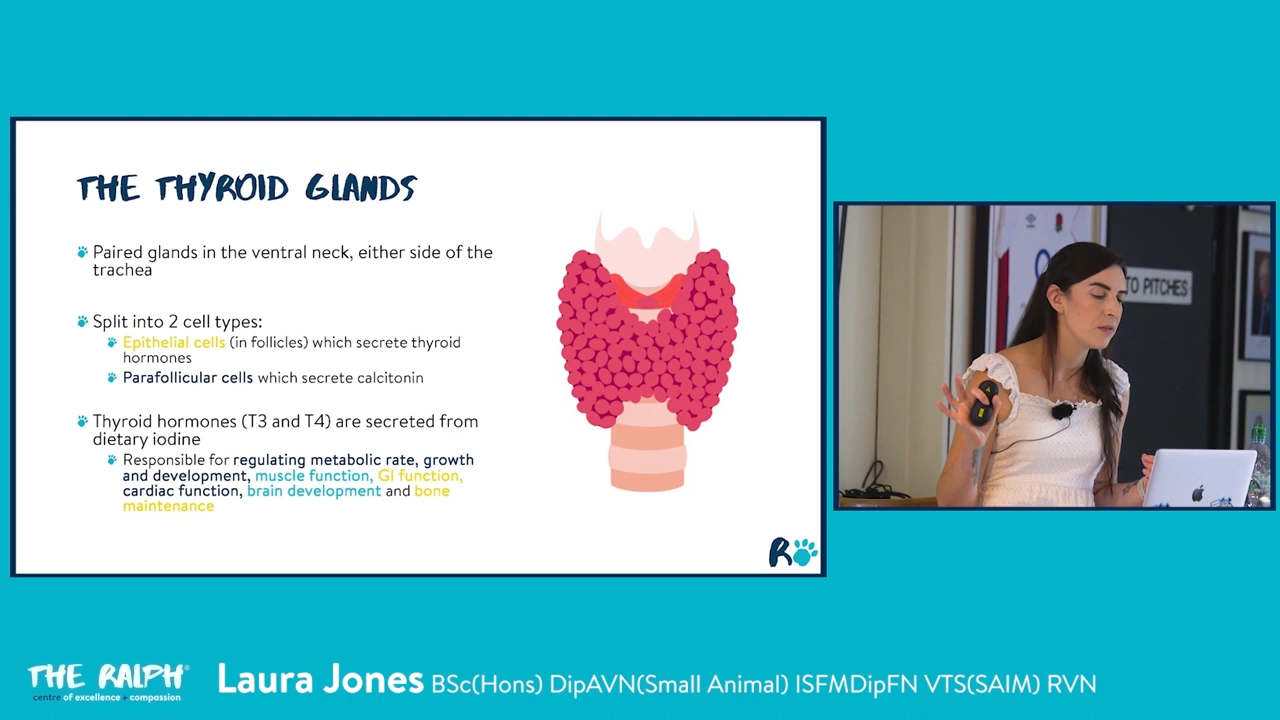 THE THYROID GLANDS
Paired glands in the ventral neck, either side of the
trachea
Split into 2 cell types:
Epithelial cells (in follicles) which secrete thyroid
hormones
Parafollicular cells which secrete calcitonin
Thyroid hormones (T3 and T4) are secreted from
dietary iodine
Responsible for regulating metabolic rate, growth
and development, muscle function, GI function,
cardiac function, brain development and bone
maintenance
R
TO PITCHES
THE RALPH®
centre of excellence + compassion
Laura Jones BSc(Hons) DipAVN(Small Animal) ISFMDipFN VTS(SAIM) RVN